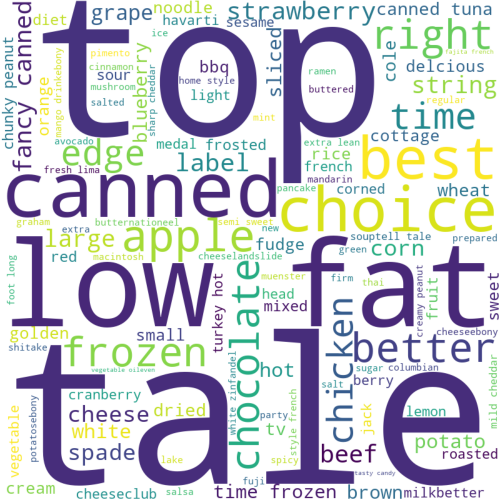 top
grape
noodle
strawberry
canned tuna
diet
havarti
sesame
right
chunky peanut
fancy canned
orange
pimento
cinnamon
mushroom
salted
mango drinkebony
sour
sharp cheddar
blueberry
ice
bbq
home style
light
sliced
ramen
buttered
cole
delcious
string
fajita french
regular
time
edge
avocado
medal
frosted
label
mint
extra lean
rice
french
cottage
best
fresh lima
canned
pancake
mandarin
corned
wheat
choice
graham
extra
butternationeel
semi sweet
new
souptell tale
prepared
large
apple
fudge
green
corn
red
macintosh
cheeselandslide
foot long
low fat
turkey hot
chocolate
muenster
head
mixed
firm
thai
chicken
creamy peanut
fruit
sweet
cheeseebony
golden
small
better
shitake
frozen
vegetable oileven
hot
sugar
columbian
mild cheddar
tale
vegetable
potatosebony
cranberry
cheese
dried
white zinfandel
berry
salt
jack
lemon
white
spade
party
tv
style french
beef
potato
roasted
lake
spicy
tasty candy
cream
cheeseclub
salsa
fuji
time frozen
brown
milkbetter